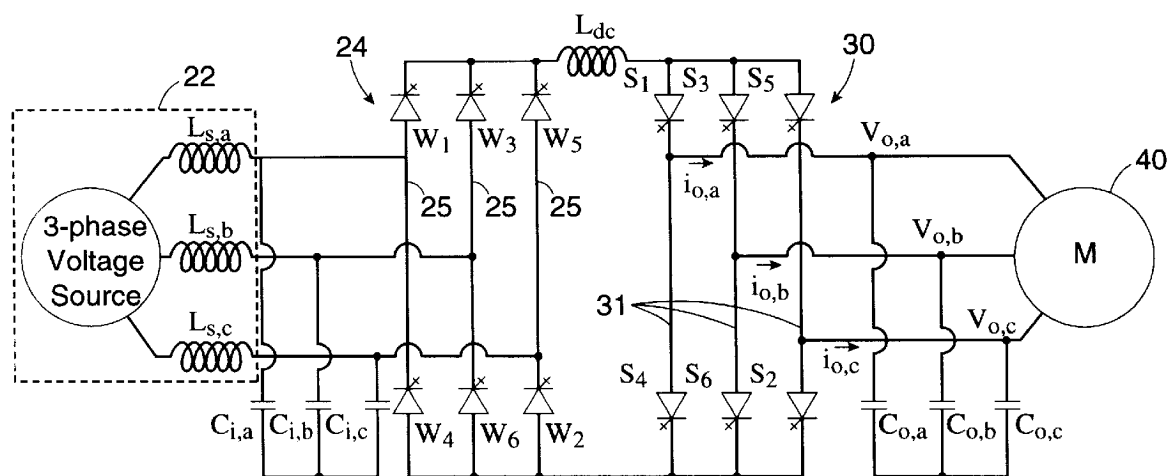 L_dc
24
S_1 S_3 S_5
30
22
L_s,a
W_1 W_3 W_5
V_o,a
40
25 25 25
i_o,a
3-phase
Voltage
Source
L_s,b
V_o,b
M
i_o,b
31
L_s,c
V_o,c
i_o,c
S_4 S_6 S_2
C_i,a C_i,b C_i,c
W_4 W_6 W_2
C_o,a C_o,b C_o,c